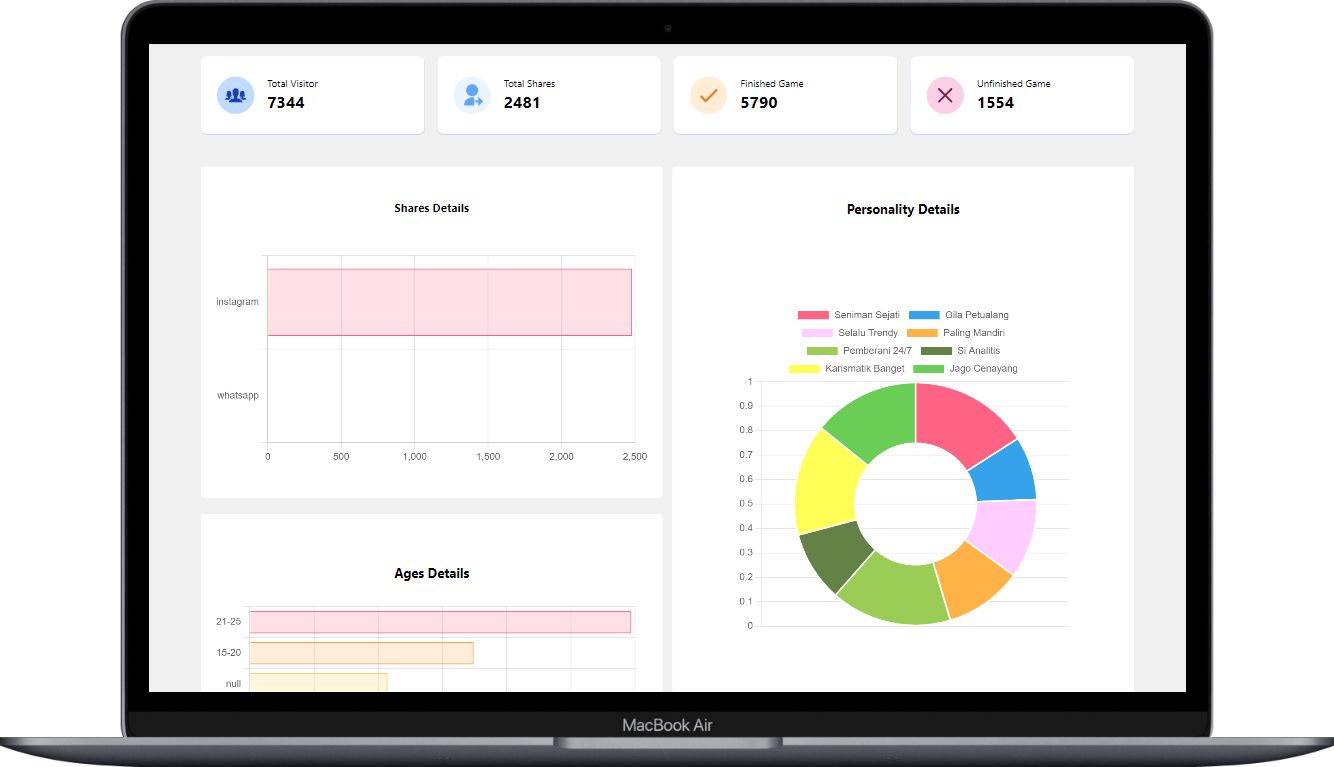 Total Visitor
7344
Total Shares
2481
Finished Game
5790
Unfinished Game
1554
Shares Details
instagram
whatsapp
0 500 1,000 1,500 2,000 2,500
Ages Details
21-25
15-20
null
Personality Details
Seniman Sejati Gila Petualang
Selalu Trendy Paling Mandiri
Pemberani 24/7 Si Analitis
Karismatik Banget Jago Cenayang
1
0.9
0.8
0.7
0.6
0.5
0.4
0.3
0.2
0.1
0
MacBook Air